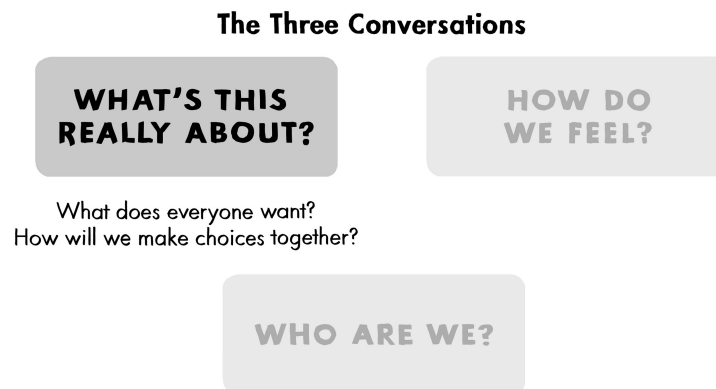 The Three Conversations
WHAT'S THIS
REALLY ABOUT?
HOW DO
WE FEEL?
What does everyone want?
How will we make choices together?
WHO ARE WE?